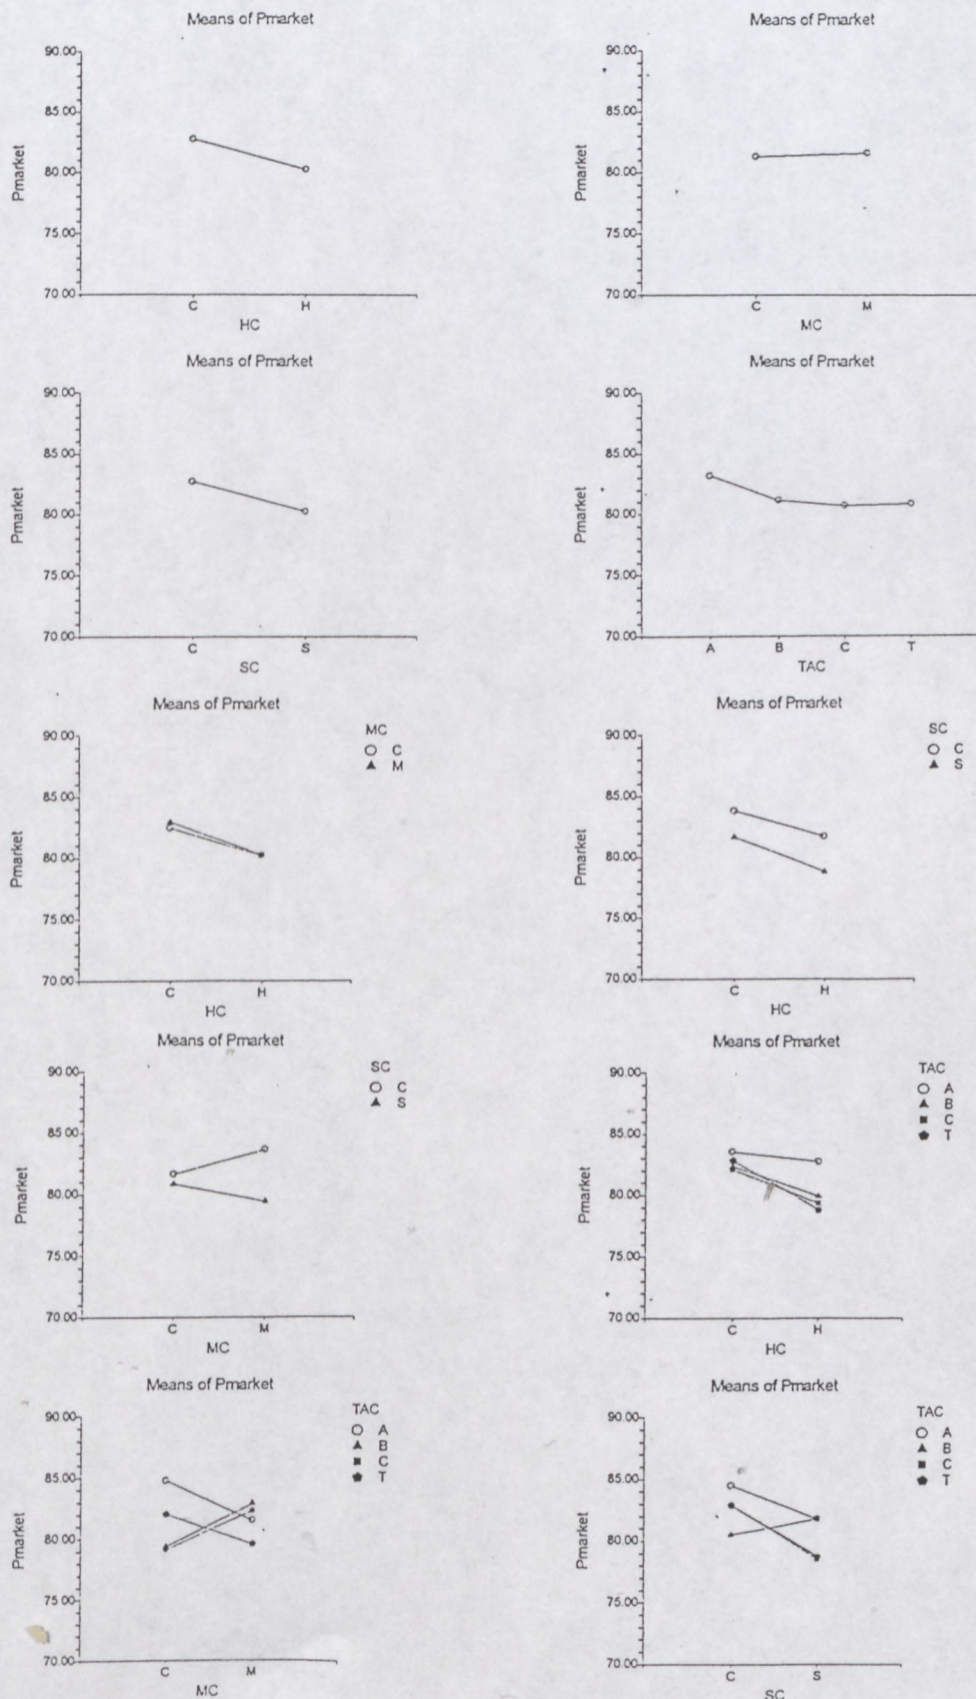 Means of Pmarket
90.00
85.00
80.00
75.00
70.00
Pmarket
C H
HC
Means of Pmarket
90.00
85.00
80.00
75.00
70.00
Pmarket
C M
MC
Means of Pmarket
90.00
85.00
80.00
75.00
70.00
Pmarket
C S
SC
Means of Pmarket
90.00
85.00
80.00
75.00
70.00
Pmarket
A B C T
TAC
Means of Pmarket
MC
C
M
90.00
85.00
80.00
75.00
70.00
Pmarket
C H
HC
Means of Pmarket
SC
C
S
90.00
85.00
80.00
75.00
70.00
Pmarket
C H
HC
Means of Pmarket
SC
C
S
90.00
85.00
80.00
75.00
70.00
Pmarket
C M
MC
Means of Pmarket
TAC
A
B
C
T
90.00
85.00
80.00
75.00
70.00
Pmarket
C H
HC
Means of Pmarket
TAC
A
B
C
T
90.00
85.00
80.00
75.00
70.00
Pmarket
C M
MC
Means of Pmarket
TAC
A
B
C
T
90.00
85.00
80.00
75.00
70.00
Pmarket
C S
SC